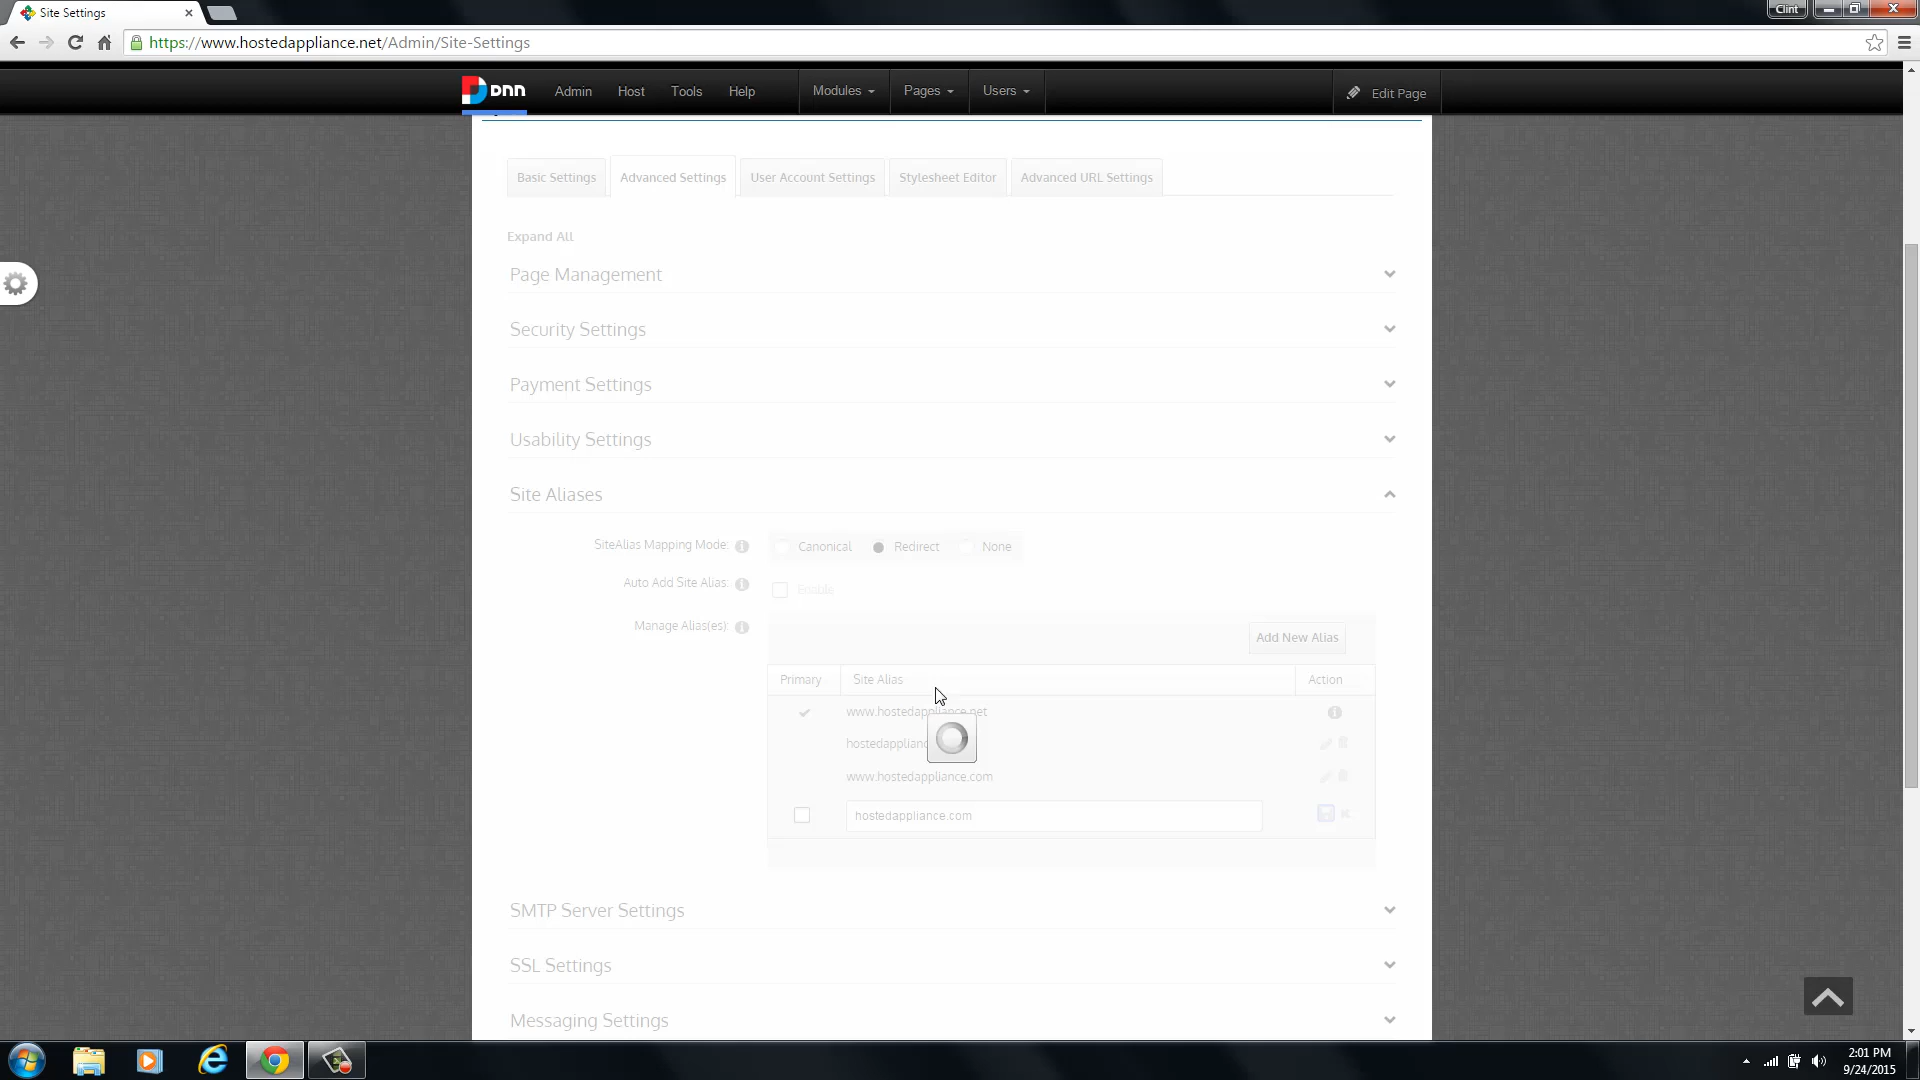 Site Settings
Clint
https://www.hostedappliance.net/Admin/Site-Settings
DNN Admin Host Tools Help Modules Pages Users Edit Page
Basic Settings Advanced Settings User Account Settings Stylesheet Editor Advanced URL Settings
Expand All
Page Management
Security Settings
Payment Settings
Usability Settings
Site Aliases
SiteAlias Mapping Mode: Canonical Redirect None
Auto Add Site Alias: Enable
Manage Alias(es):
Add New Alias
Primary Site Alias Action
www.hostedappliance.net
www.hostedappliance.com
hostedappliance.com
SMTP Server Settings
SSL Settings
Messaging Settings
2:01 PM
9/24/2015